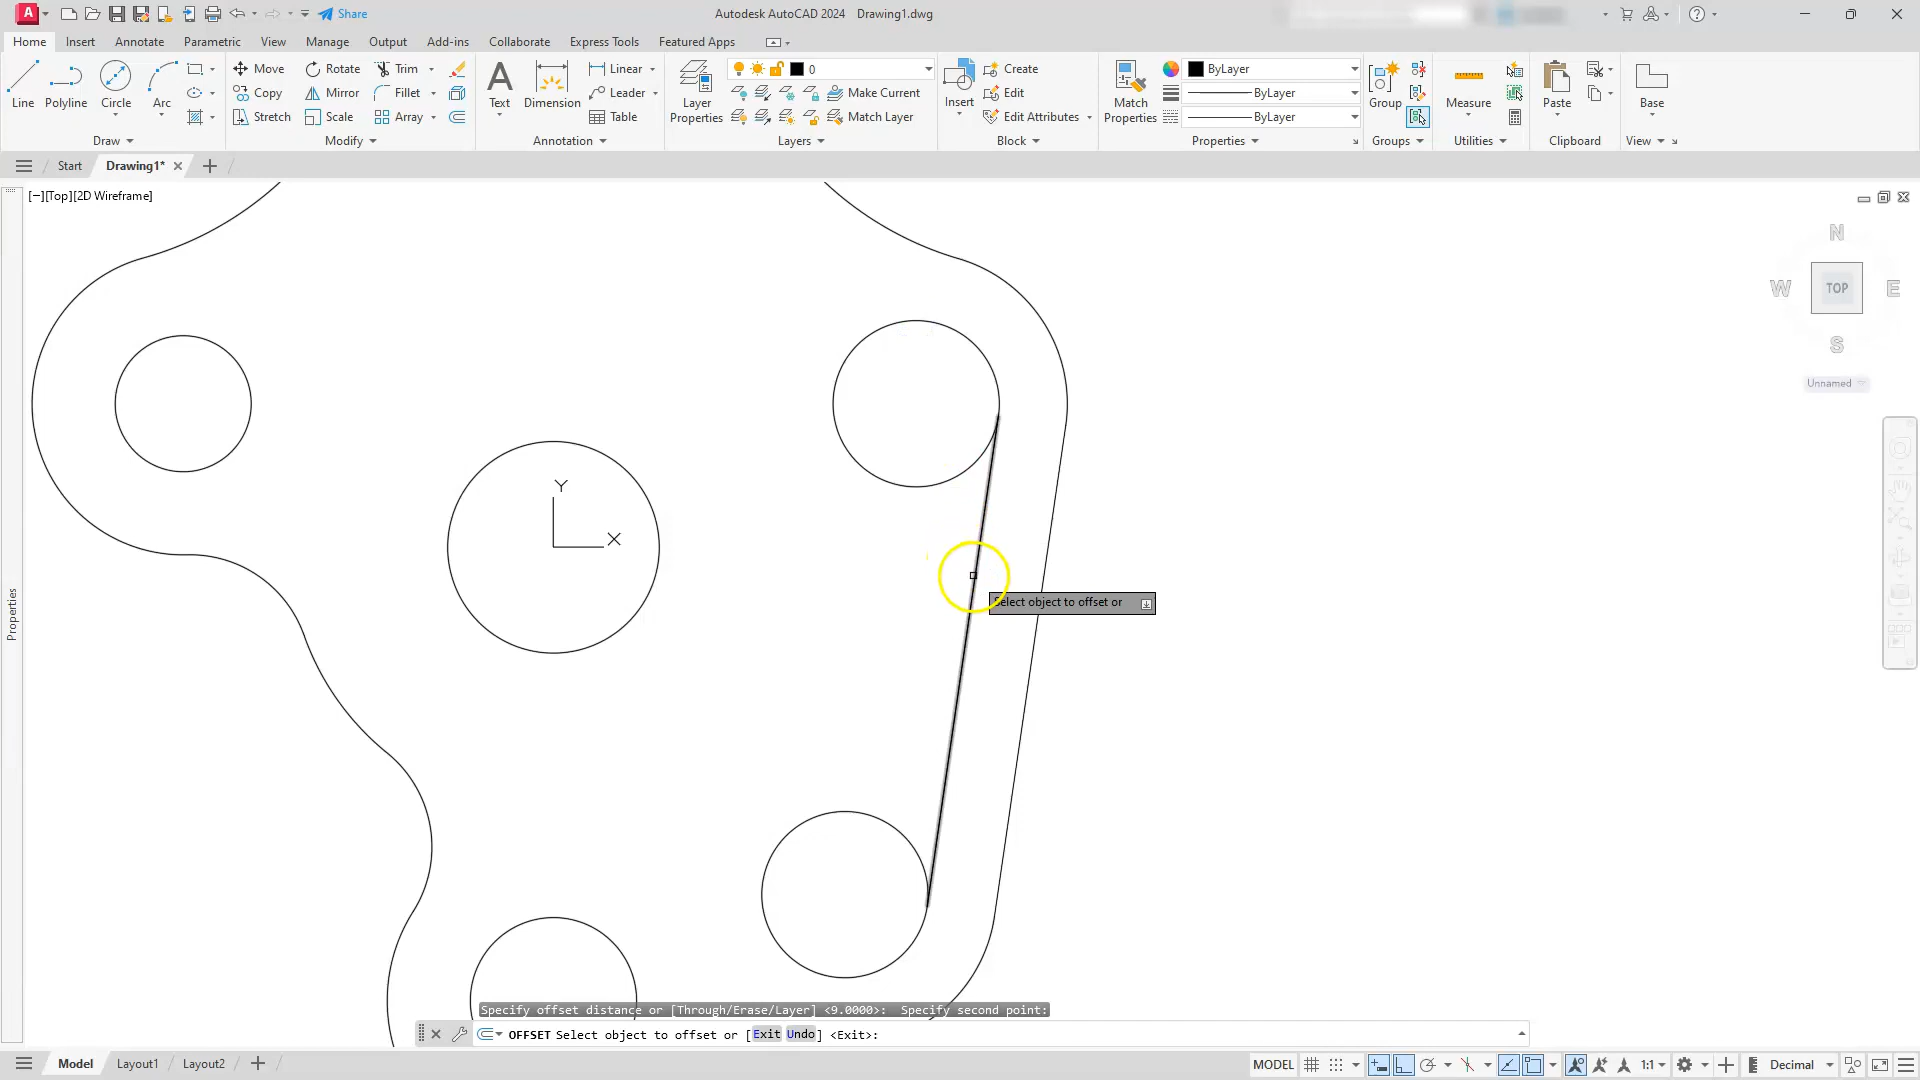 A Share Autodesk AutoCAD 2024 Drawing1.dwg
Home Insert Annotate Parametric View Manage Output Add-ins Collaborate Express Tools Featured Apps
Move Rotate Trim Linear 0 Create ByLayer
Copy Mirror Fillet Leader Make Current Edit ByLayer
Line Polyline Circle Arc Text Dimension Layer Properties Insert Match Properties Group Measure Paste Base
Stretch Scale Array Table Match Layer Edit Attributes ByLayer
Draw Modify Annotation Layers Block Properties Groups Utilities Clipboard View
Start Drawing1*
[−][Top][2D Wireframe]
N
W TOP E
S
Unnamed
Y
X
Properties
Select object to offset or
Specify offset distance or [Through/Erase/Layer] <9.0000>: Specify second point:
OFFSET Select object to offset or [Exit Undo] <Exit>:
Model Layout1 Layout2 MODEL 1:1 Decimal